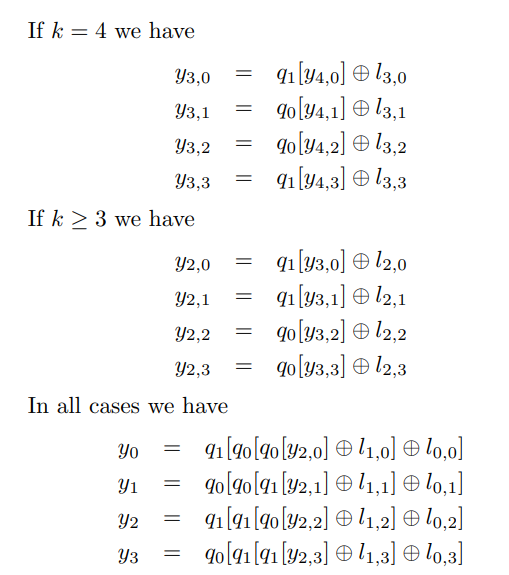 If k = 4 we have
y₃,₀ = q₁[y₄,₀] ⊕ l₃,₀
y₃,₁ = q₀[y₄,₁] ⊕ l₃,₁
y₃,₂ = q₀[y₄,₂] ⊕ l₃,₂
y₃,₃ = q₁[y₄,₃] ⊕ l₃,₃
If k ≥ 3 we have
y₂,₀ = q₁[y₃,₀] ⊕ l₂,₀
y₂,₁ = q₁[y₃,₁] ⊕ l₂,₁
y₂,₂ = q₀[y₃,₂] ⊕ l₂,₂
y₂,₃ = q₀[y₃,₃] ⊕ l₂,₃
In all cases we have
y₀ = q₁[q₀[q₀[y₂,₀] ⊕ l₁,₀] ⊕ l₀,₀]
y₁ = q₀[q₀[q₁[y₂,₁] ⊕ l₁,₁] ⊕ l₀,₁]
y₂ = q₁[q₁[q₀[y₂,₂] ⊕ l₁,₂] ⊕ l₀,₂]
y₃ = q₀[q₁[q₁[y₂,₃] ⊕ l₁,₃] ⊕ l₀,₃]